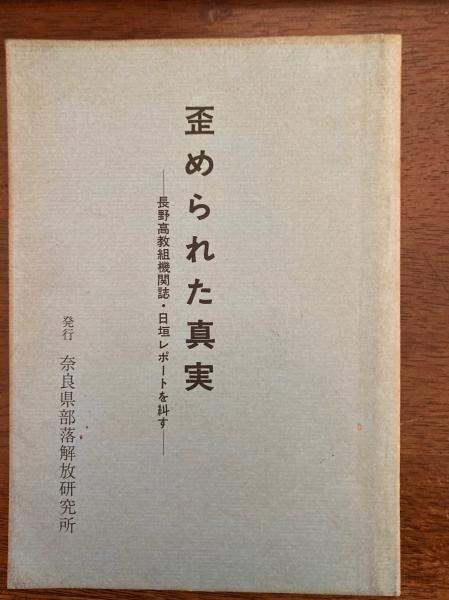 歪められた真実
――長野高教組機関誌・日垣レポートを糾す――
発行 奈良県部落解放研究所